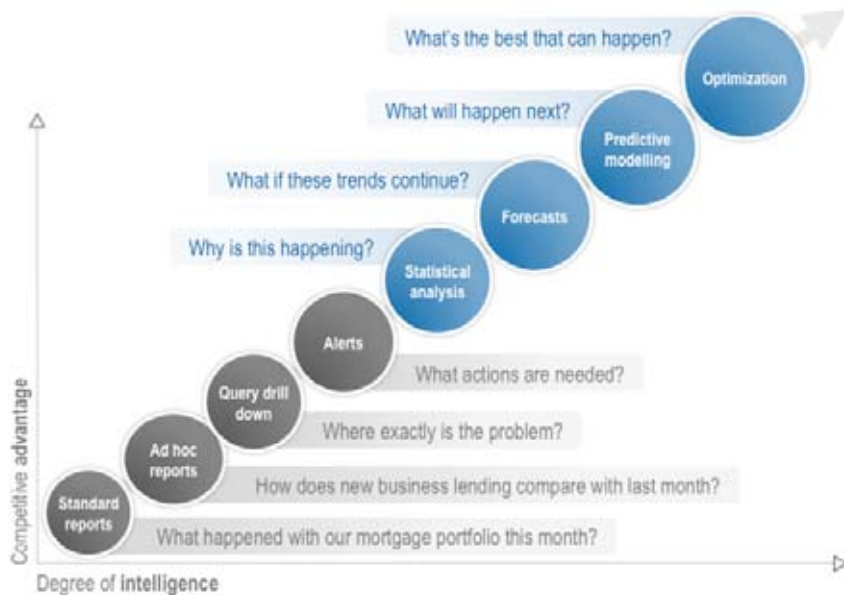 What's the best that can happen?
Optimization
What will happen next?
Predictive
modelling
What if these trends continue?
Forecasts
Why is this happening?
Statistical
analysis
Alerts
What actions are needed?
Query drill
down
Where exactly is the problem?
Ad hoc
reports
How does new business lending compare with last month?
Standard
reports
What happened with our mortgage portfolio this month?
Competitive advantage
Degree of intelligence